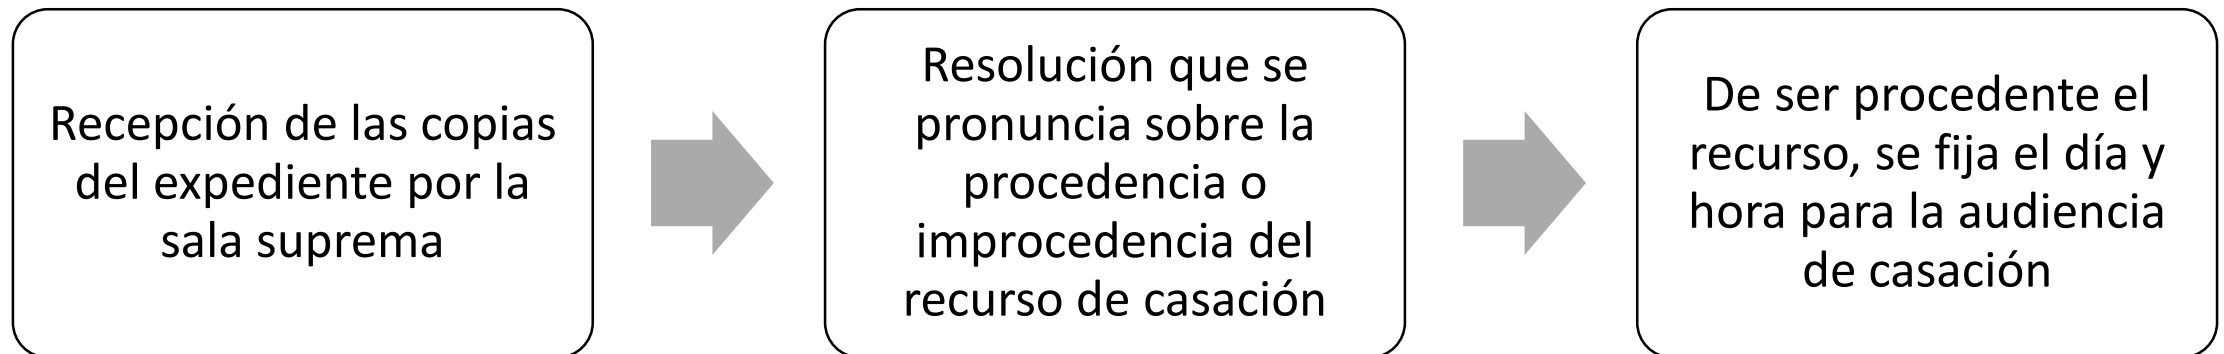 Recepción de las copias
del expediente por la
sala suprema
Resolución que se
pronuncia sobre la
procedencia o
improcedencia del
recurso de casación
De ser procedente el
recurso, se fija el día y
hora para la audiencia
de casación